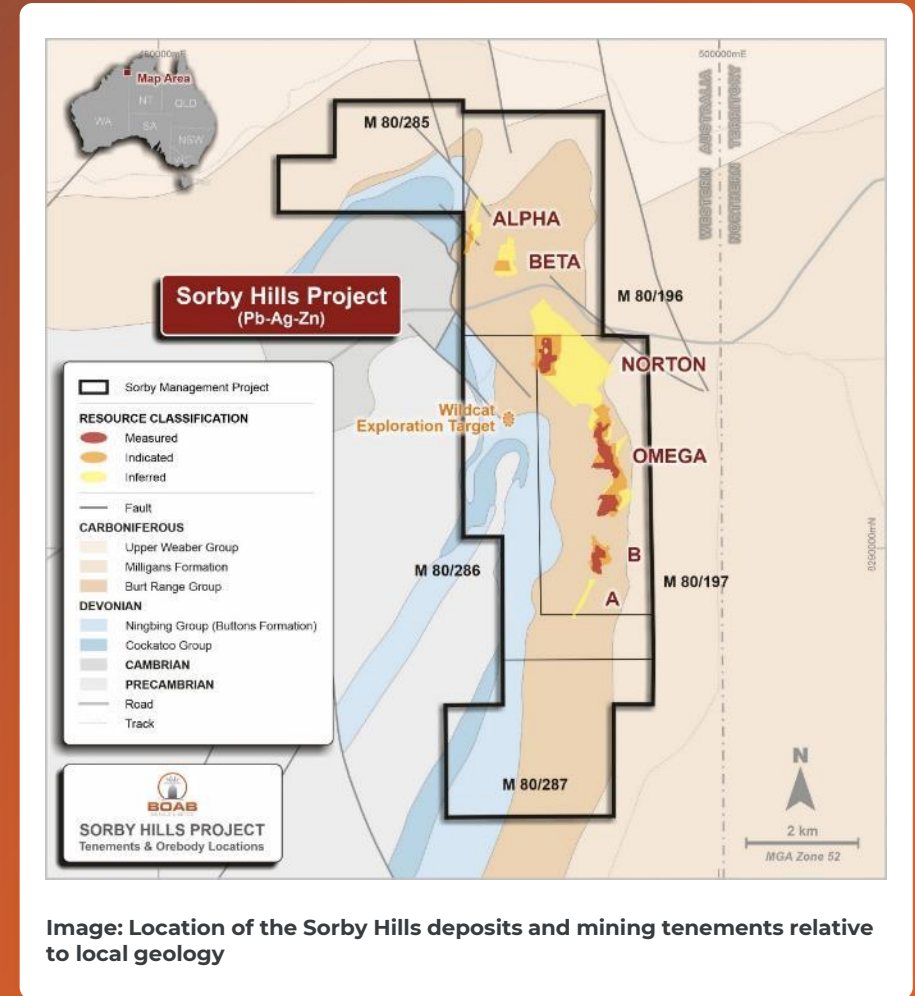 500000mE
Map Area
WA
NT
QLD
SA
NSW
WESTERN AUSTRALIA
NORTHERN TERRITORY
M 80/285
ALPHA
BETA
Sorby Hills Project
(Pb-Ag-Zn)
M 80/196
NORTON
Wildcat
Exploration Target
OMEGA
8290000mN
B
M 80/286
M 80/197
A
M 80/287
Sorby Management Project
RESOURCE CLASSIFICATION
Measured
Indicated
Inferred
Fault
CARBONIFEROUS
Upper Weaber Group
Milligans Formation
Burt Range Group
DEVONIAN
Ningbing Group (Buttons Formation)
Cockatoo Group
CAMBRIAN
PRECAMBRIAN
Road
Track
BOAB
SORBY HILLS PROJECT
Tenements & Orebody Locations
N
2 km
MGA Zone 52
Image: Location of the Sorby Hills deposits and mining tenements relative
to local geology